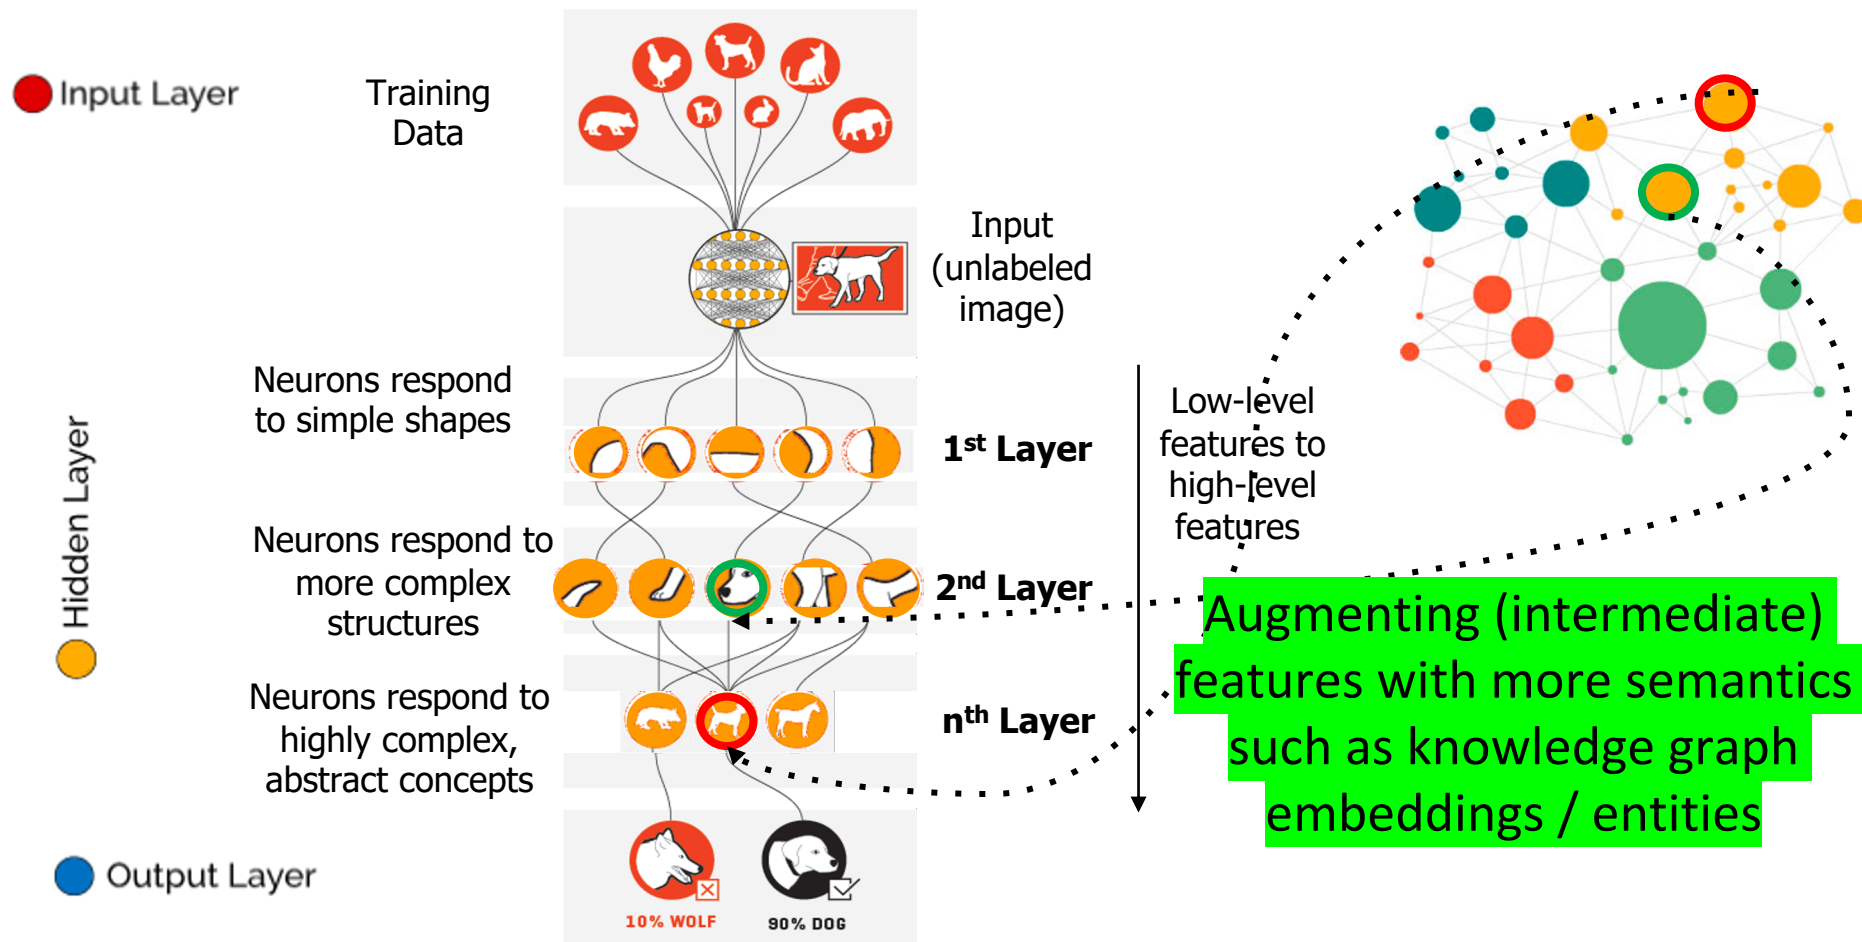 Input Layer
Training
Data
Input
(unlabeled
image)
Neurons respond
to simple shapes
1st Layer
Low-level
features to
high-level
features
Hidden Layer
Neurons respond to
more complex
structures
2nd Layer
Augmenting (intermediate)
features with more semantics
such as knowledge graph
embeddings / entities
Neurons respond to
highly complex,
abstract concepts
nth Layer
Output Layer
10% WOLF
90% DOG